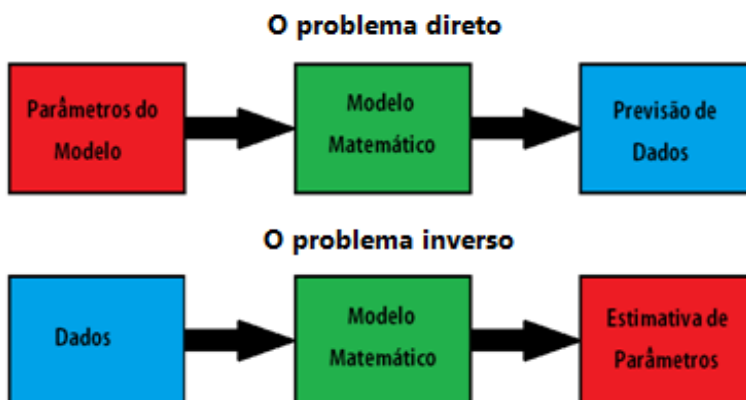 O problema direto
Parâmetros do
Modelo
Modelo
Matemático
Previsão de
Dados
O problema inverso
Dados
Modelo
Matemático
Estimativa de
Parâmetros